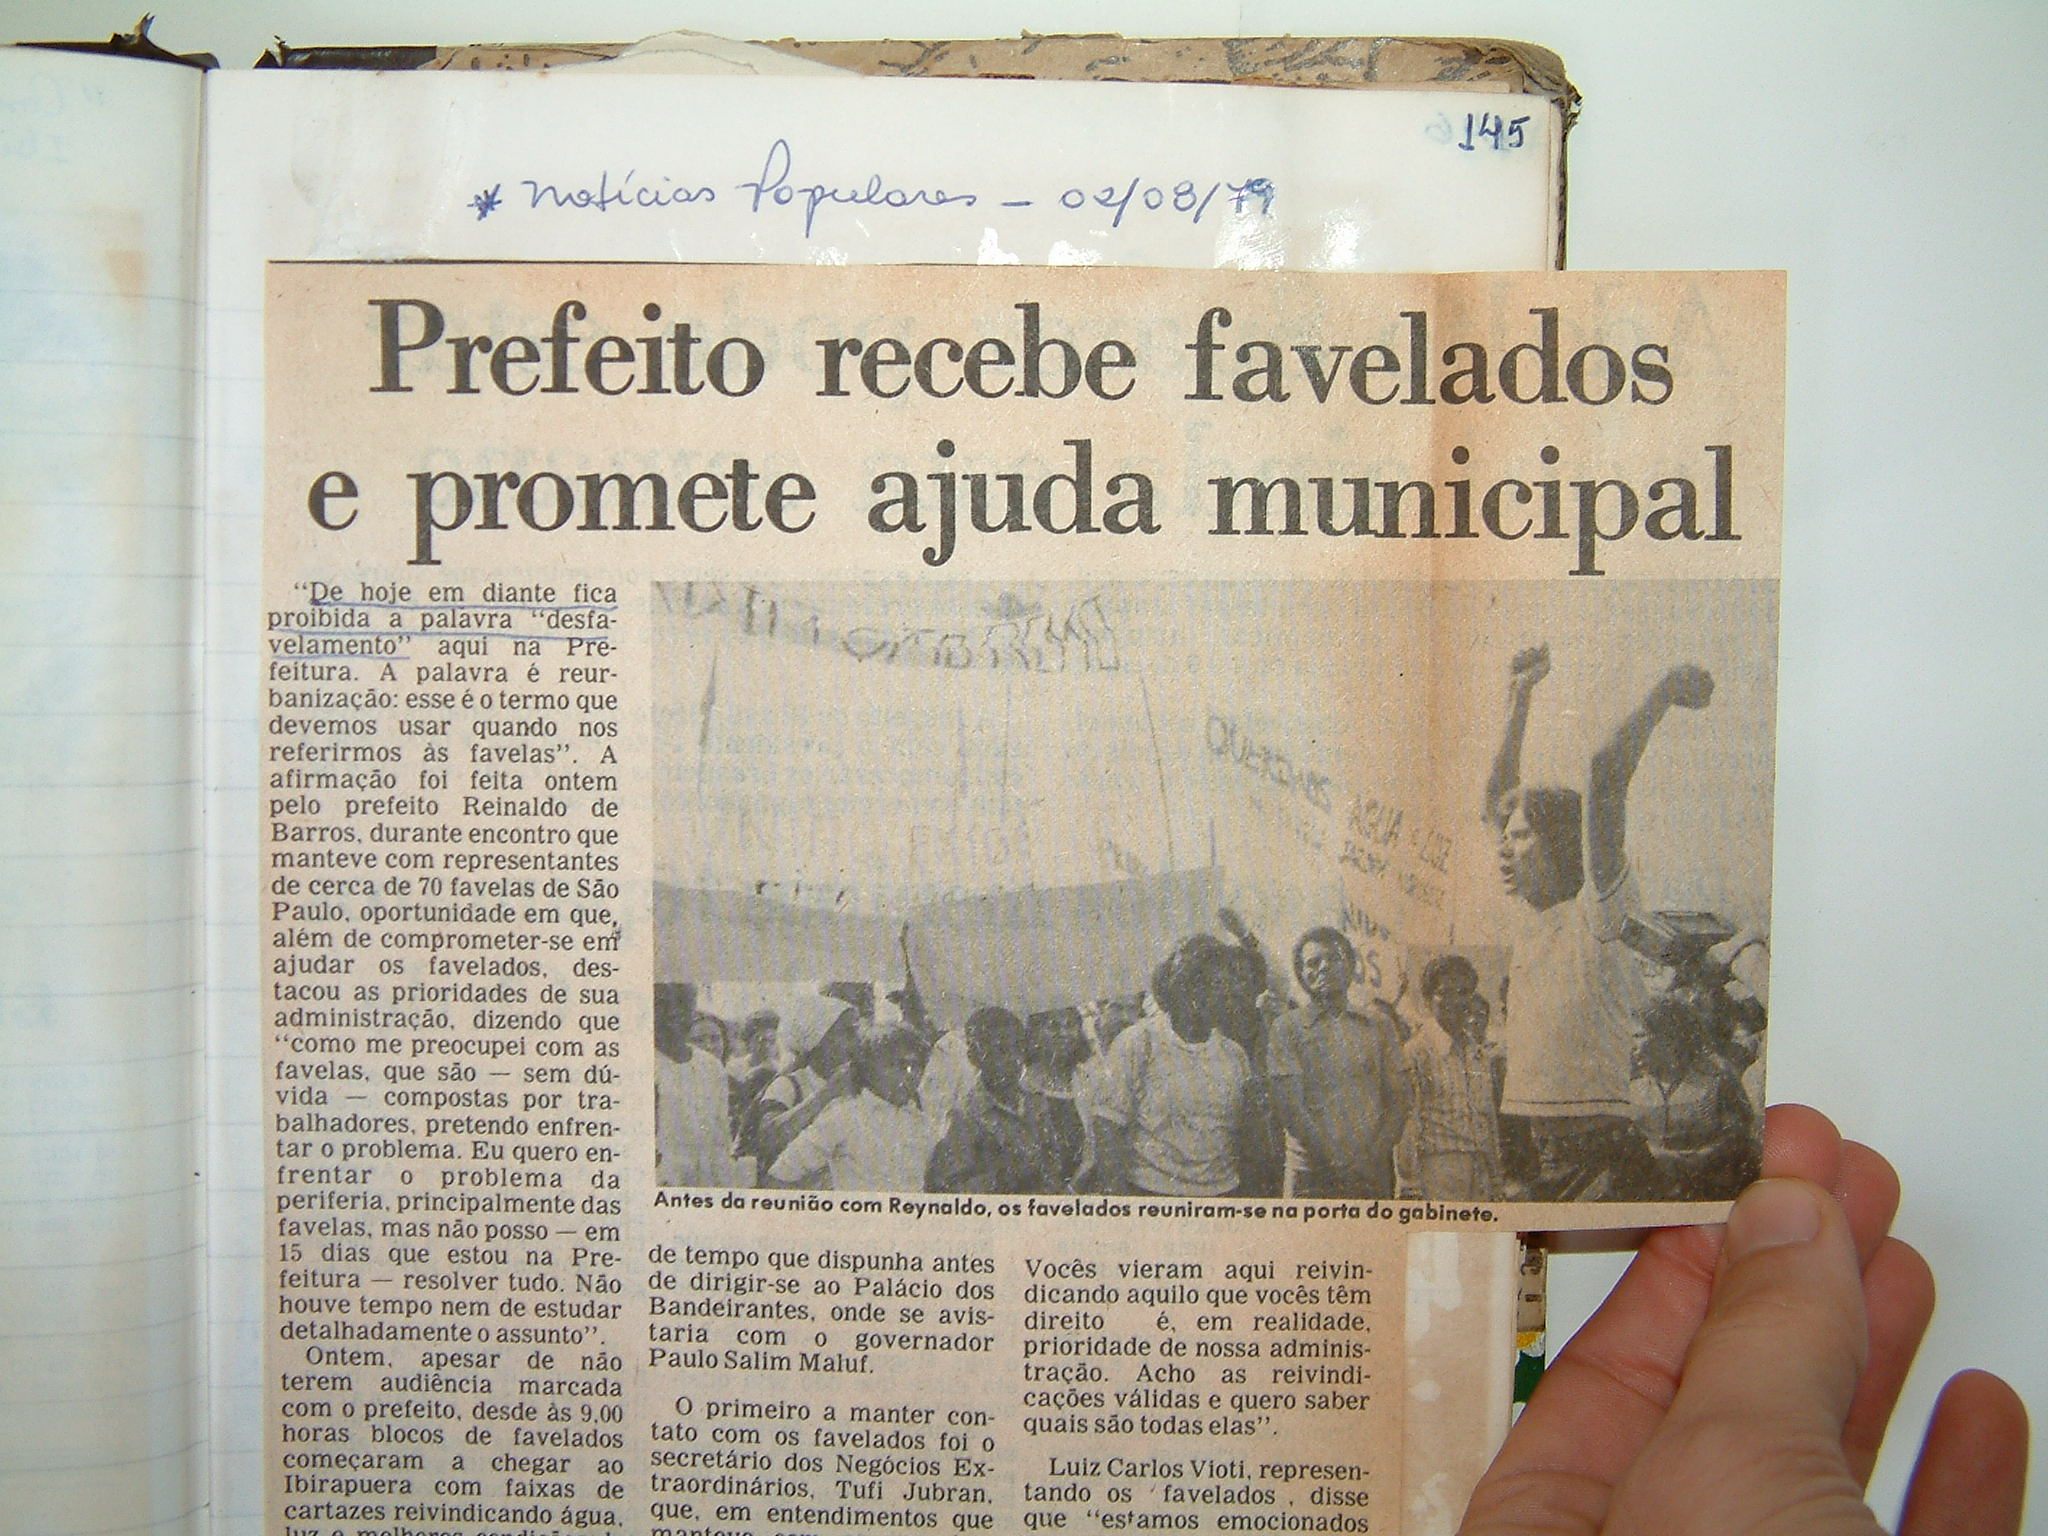 145
* Notícias Populares — 02/08/79
Prefeito recebe favelados
e promete ajuda municipal
"De hoje em diante fica
proibida a palavra "desfa-
velamento" aqui na Pre-
feitura. A palavra é reur-
banização: esse é o termo que
devemos usar quando nos
referirmos às favelas". A
afirmação foi feita ontem
pelo prefeito Reinaldo de
Barros, durante encontro que
manteve com representantes
de cerca de 70 favelas de São
Paulo, oportunidade em que,
além de comprometer-se em
ajudar os favelados, des-
tacou as prioridades de sua
administração, dizendo que
"como me preocupei com as
favelas, que são — sem dú-
vida — compostas por tra-
balhadores, pretendo enfren-
tar o problema. Eu quero en-
frentar o problema da
periferia, principalmente das
favelas, mas não posso — em
15 dias que estou na Pre-
feitura — resolver tudo. Não
houve tempo nem de estudar
detalhadamente o assunto".
Ontem, apesar de não
terem audiência marcada
com o prefeito, desde às 9,00
horas blocos de favelados
começaram a chegar ao
Ibirapuera com faixas de
cartazes reivindicando água,
luz e melhores
QUEREMOS
AGUA e LUZ
Antes da reunião com Reynaldo, os favelados reuniram-se na porta do gabinete.
de tempo que dispunha antes
de dirigir-se ao Palácio dos
Bandeirantes, onde se avis-
taria com o governador
Paulo Salim Maluf.
O primeiro a manter con-
tato com os favelados foi o
secretário dos Negócios Ex-
traordinários, Tufi Jubran,
que, em entendimentos que
manteve com
Vocês vieram aqui reivin-
dicando aquilo que vocês têm
direito é, em realidade,
prioridade de nossa adminis-
tração. Acho as reivindi-
cações válidas e quero saber
quais são todas elas".
Luiz Carlos Vioti, represen-
tando os favelados, disse
que "estamos emocionados